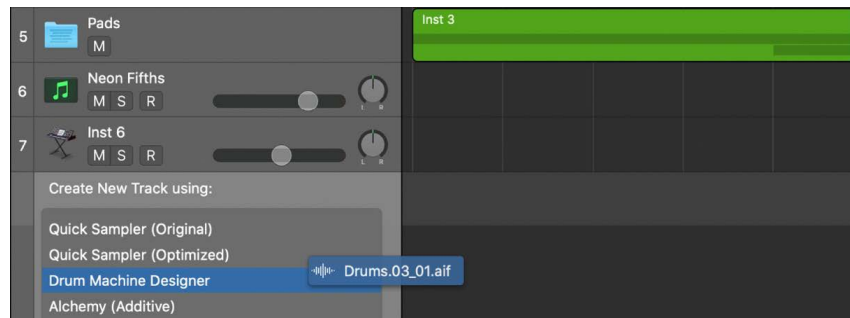 5
Pads
M
Inst 3
6
Neon Fifths
M S R
L R
7
Inst 6
M S R
L R
Create New Track using:
Quick Sampler (Original)
Quick Sampler (Optimized)
Drum Machine Designer
Drums.03_01.aif
Alchemy (Additive)